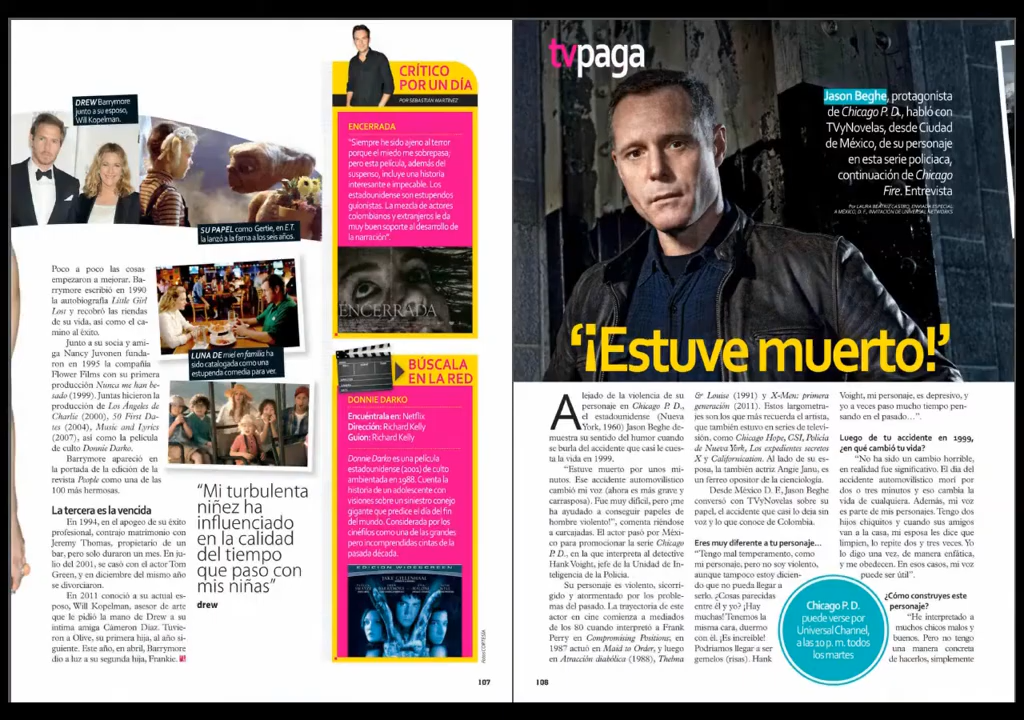 DREW Barrymore
junto a su esposo,
Will Kopelman.
SU PAPEL como Gertie, en E.T.
la lanzó a la fama a los seis años.
Poco a poco las cosas
empezaron a mejorar. Ba-
rrymore escribió en 1990
la autobiografía Little Girl
Lost y recobró las riendas
de su vida, así como el ca-
mino al éxito.
Junto a su socia y ami-
ga Nancy Juvonen funda-
ron en 1995 la compañía
Flower Films con su primera
producción Nunca me han be-
sado (1999). Juntas hicieron la
producción de Los Ángeles de
Charlie (2000), 50 First Da-
tes (2004), Music and Lyrics
(2007), así como la película
de culto Donnie Darko.
Barrymore apareció en
la portada de la edición de la
revista People como una de las
100 más hermosas.
La tercera es la vencida
En 1994, en el apogeo de su éxito
profesional, contrajo matrimonio con
Jeremy Thomas, propietario de un
bar, pero solo duraron un mes. En ju-
lio del 2001, se casó con el actor Tom
Green, y en diciembre del mismo año
se divorciaron.
En 2011 conoció a su actual es-
poso, Will Kopelman, asesor de arte
que le pidió la mano de Drew a su
íntima amiga Cámeron Díaz. Tuvie-
ron a Olive, su primera hija, al año si-
guiente. Este año, en abril, Barrymore
dio a luz a su segunda hija, Frankie.
LUNA DE miel en familia ha
sido catalogada como una
estupenda comedia para ver.
"Mi turbulenta
niñez ha
influenciado
en la calidad
del tiempo
que paso con
mis niñas"
drew
CRÍTICO
POR UN DÍA
POR SEBASTIÁN MARTÍNEZ
ENCERRADA
"Siempre he sido ajeno al terror
porque el miedo me sobrepasa;
pero esta película, además del
suspenso, incluye una historia
interesante e impecable. Los
estadounidense son estupendos
guionistas. La mezcla de actores
colombianos y extranjeros le da
muy buen soporte al desarrollo de
la narración".
ENCERRADA
BÚSCALA
EN LA RED
DONNIE DARKO
Encuéntrala en: Netflix
Dirección: Richard Kelly
Guion: Richard Kelly
Donnie Darko es una película
estadounidense (2001) de culto
ambientada en 1988. Cuenta la
historia de un adolescente con
visiones sobre un siniestro conejo
gigante que predice el día del fin
del mundo. Considerada por los
cinéfilos como una de las grandes
pero incomprendidas cintas de la
pasada década.
EDICION WIDESCREEN
JAKE GYLLENHAAL
Fotos: CORTESÍA
107
tvpaga
Jason Beghe, protagonista
de Chicago P. D., habló con
TVyNovelas, desde Ciudad
de México, de su personaje
en esta serie policiaca,
continuación de Chicago
Fire. Entrevista
Por LAURA BEATRIZ CASTRO, ENVIADA ESPECIAL
A MÉXICO, D. F., INVITACIÓN DE UNIVERSAL NETWORKS
'¡Estuve muerto!'
Alejado de la violencia de su
personaje en Chicago P. D.,
el estadounidense (Nueva
York, 1960) Jason Beghe de-
muestra su sentido del humor cuando
se burla del accidente que casi le cues-
ta la vida en 1999.
"Estuve muerto por unos mi-
nutos. Ese accidente automovilístico
cambió mi voz (ahora es más grave y
carrasposa). Fue muy difícil, pero ¡me
ha ayudado a conseguir papeles de
hombre violento!", comenta riéndose
a carcajadas. El actor pasó por Méxi-
co para promocionar la serie Chicago
P. D., en la que interpreta al detective
Hank Voight, jefe de la Unidad de In-
teligencia de la Policía.
Su personaje es violento, sicorrí-
gido y atormentado por los proble-
mas del pasado. La trayectoria de este
actor en cine comienza a mediados
de los 80 cuando interpretó a Frank
Perry en Compromising Positions, en
1987 actuó en Maid to Order, y luego
en Atracción diabólica (1988), Thelma
& Louise (1991) y X-Men: primera
generación (2011). Estos largometra-
jes son los que más recuerda el artista,
que también estuvo en series de televi-
sión, como Chicago Hope, CSI, Policía
de Nueva York, Los expedientes secretos
X y Californication. Al lado de su es-
posa, la también actriz Angie Janu, es
un férreo opositor de la cienciología.
Desde México D. F., Jason Beghe
conversó con TVyNovelas sobre su
papel, el accidente que casi lo deja sin
voz y lo que conoce de Colombia.
Eres muy diferente a tu personaje...
"Tengo mal temperamento, como
mi personaje, pero no soy violento,
aunque tampoco estoy dicien-
do que no pueda llegar a
serlo. ¿Cosas parecidas
entre él y yo? ¡Hay
muchas! Tenemos la
misma cara, duermo
con él. ¡Es increíble!
Podríamos llegar a ser
gemelos (risas). Hank
Voight, mi personaje, es depresivo, y
yo a veces paso mucho tiempo pen-
sando en el pasado...".
Luego de tu accidente en 1999,
¿en qué cambió tu vida?
"No ha sido un cambio horrible,
en realidad fue significativo. El día del
accidente automovilístico morí por
dos o tres minutos y eso cambia la
vida de cualquiera. Además, mi voz
es parte de mis personajes. Tengo dos
hijos chiquitos y cuando sus amigos
van a la casa, mi esposa les dice que
limpien, lo repite dos y tres veces. Yo
lo digo una vez, de manera enfática,
y me obedecen. En esos casos, mi voz
puede ser útil".
¿Cómo construyes este
personaje?
"He interpretado a
muchos chicos malos y
buenos. Pero no tengo
una manera concreta
de hacerlos, simplemente
Chicago P. D.
puede verse por
Universal Channel,
a las 10 p. m. todos
los martes
108